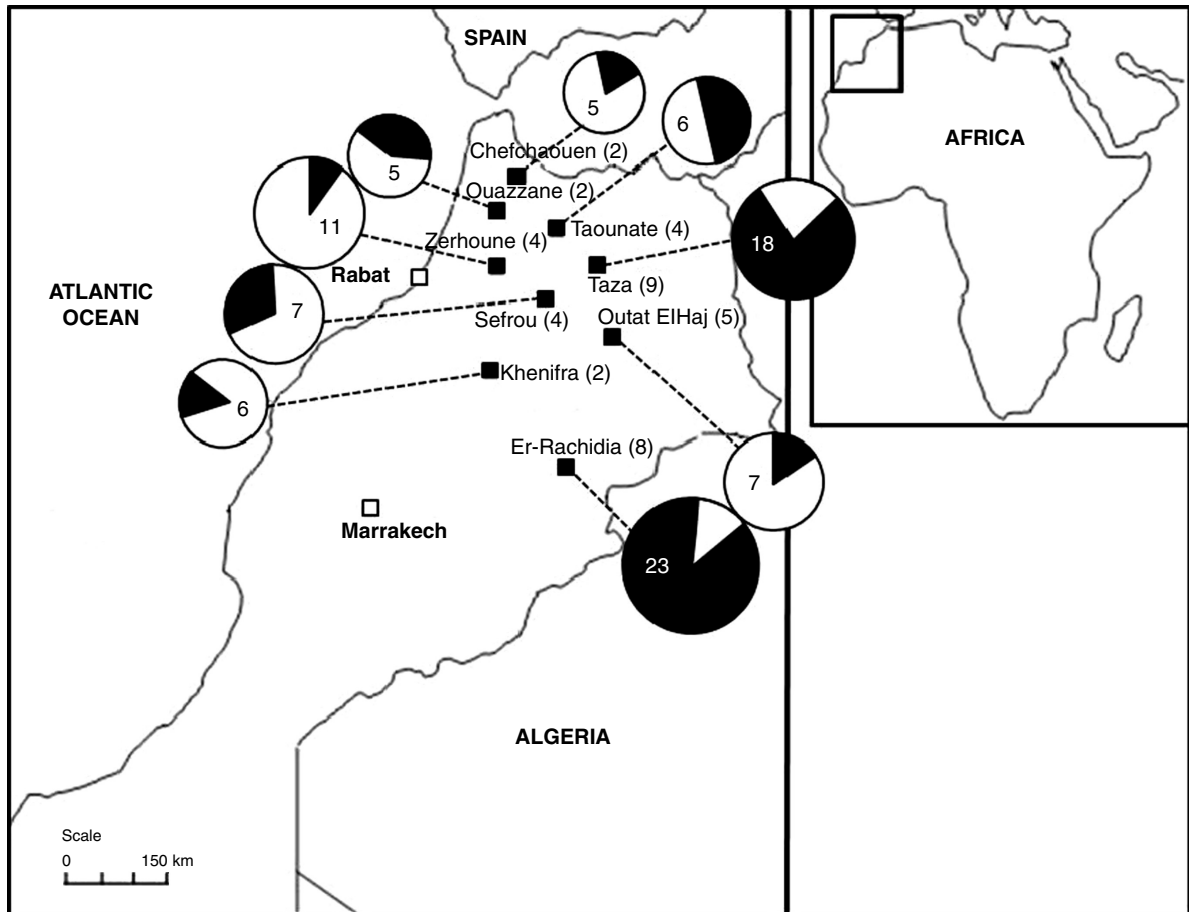 SPAIN
5
6
AFRICA
Chefchaouen (2)
5
Ouazzane (2)
11
Taounate (4)
18
Zerhoune (4)
Rabat
Taza (9)
ATLANTIC
OCEAN
7
Sefrou (4)
Outat ElHaj (5)
Khenifra (2)
6
Er-Rachidia (8)
7
Marrakech
23
ALGERIA
Scale
0 150 km